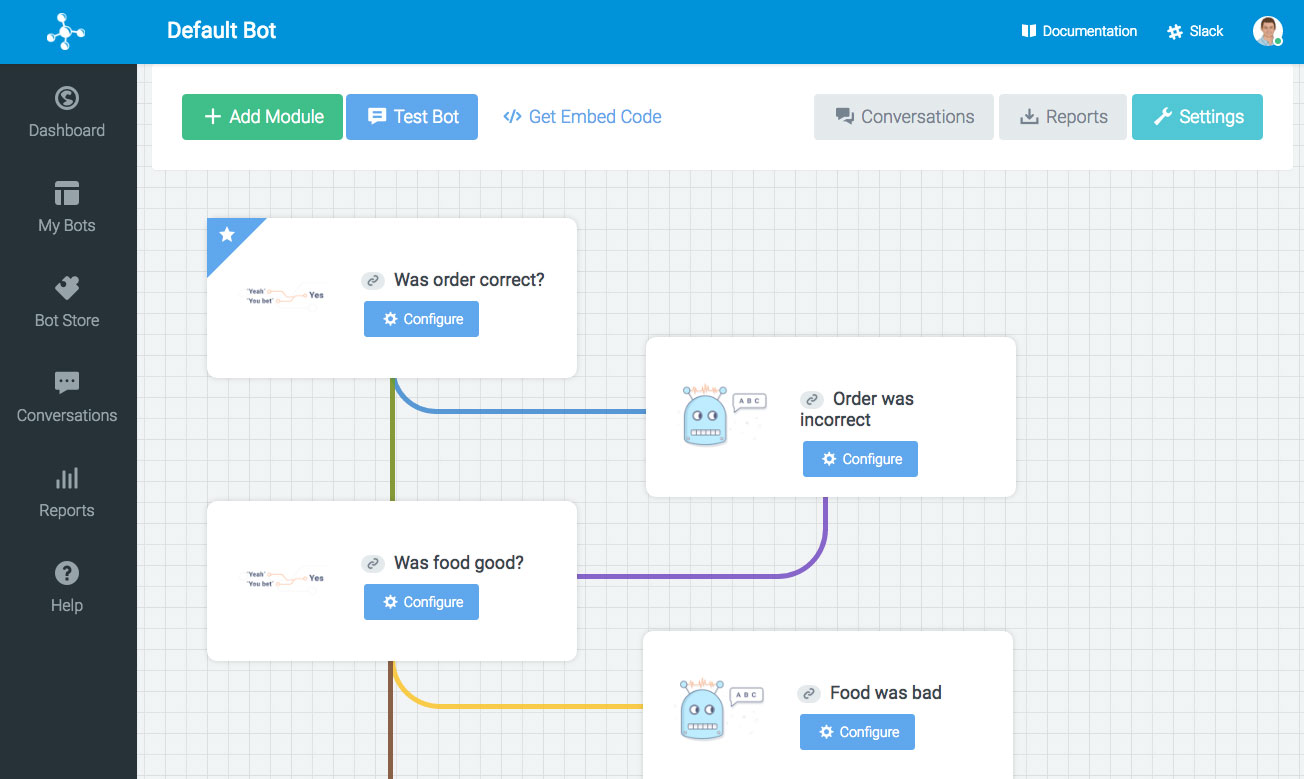 Default Bot
Documentation
Slack
Dashboard
My Bots
Bot Store
Conversations
Reports
Help
Add Module
Test Bot
</> Get Embed Code
Conversations
Reports
Settings
'Yeah'
'You bet'
Yes
Was order correct?
Configure
A B C
Order was
incorrect
Configure
'Yeah'
'You bet'
Yes
Was food good?
Configure
A B C
Food was bad
Configure